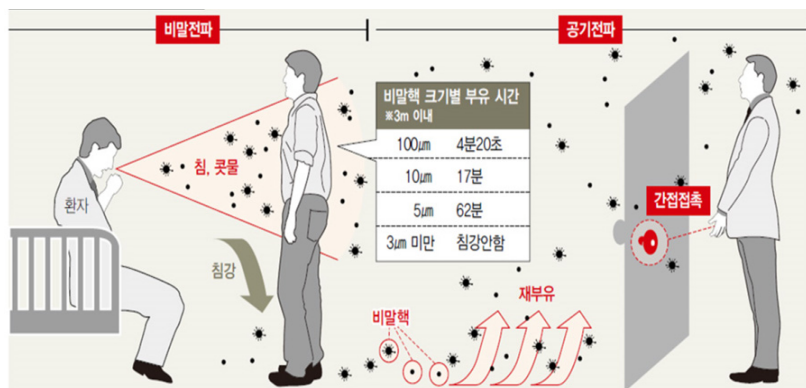 비말전파
공기전파
비말핵 크기별 부유 시간
※3m 이내
100㎛ 4분20초
10㎛ 17분
5㎛ 62분
3㎛ 미만 침강안함
침, 콧물
환자
침강
간접접촉
비말핵
재부유